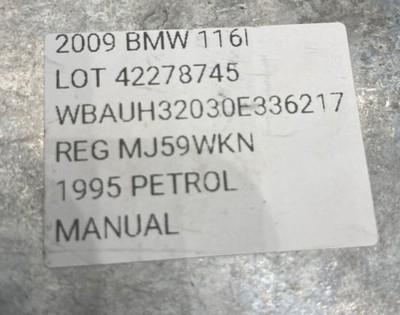 2009 BMW 116I
LOT 42278745
WBAUH32030E336217
REG MJ59WKN
1995 PETROL
MANUAL